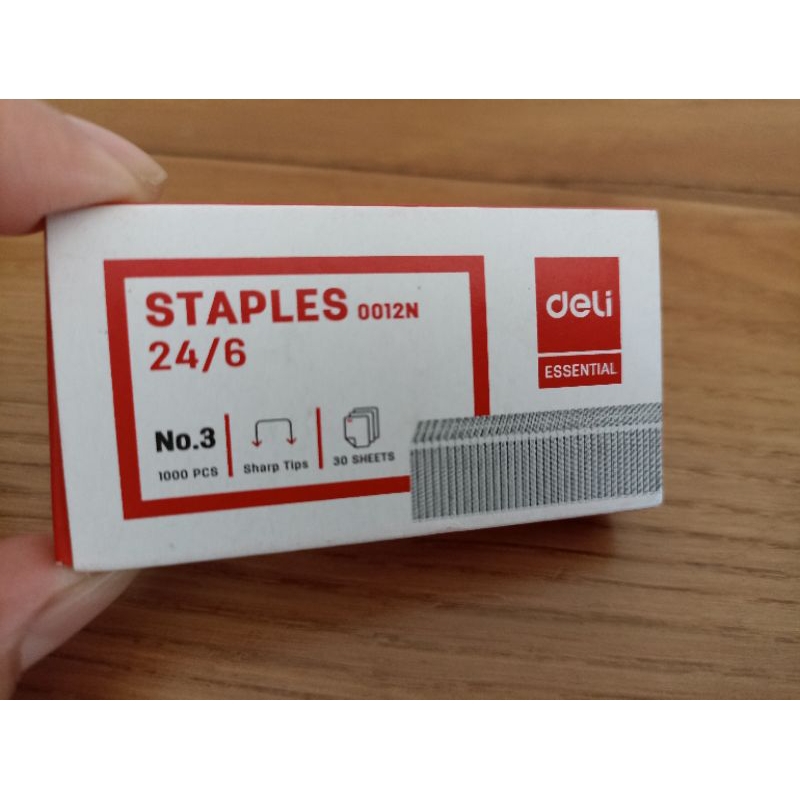 STAPLES 0012N
24/6
No.3
1000 PCS
Sharp Tips
30 SHEETS
deli
ESSENTIAL